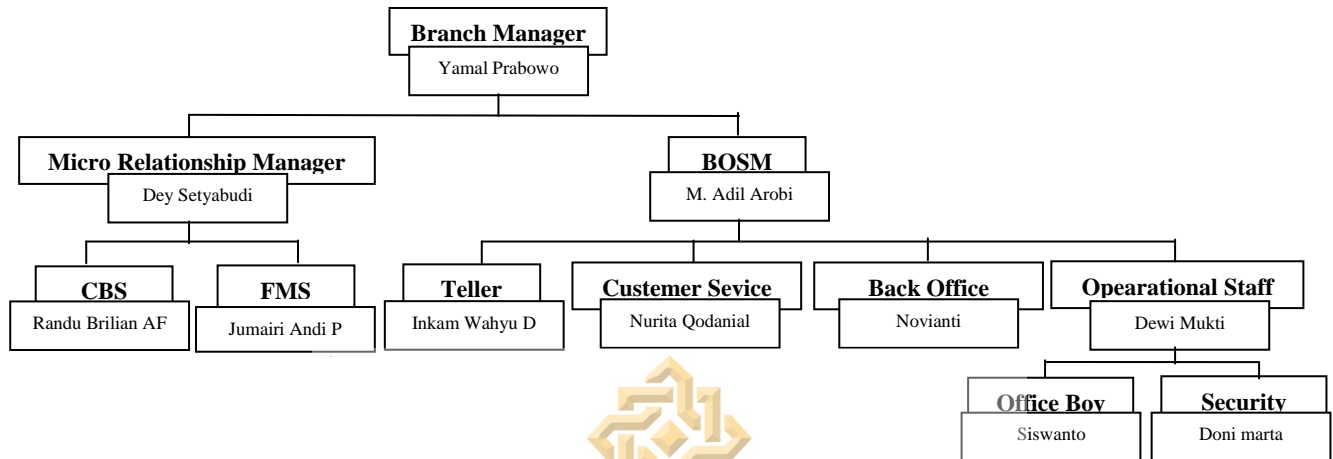 Branch Manager
Yamal Prabowo
Micro Relationship Manager
Dey Setyabudi
BOSM
M. Adil Arobi
CBS
Randu Brilian AF
FMS
Jumairi Andi P
Teller
Inkam Wahyu D
Custemer Sevice
Nurita Qodanial
Back Office
Novianti
Opearational Staff
Dewi Mukti
Office Boy
Siswanto
Security
Doni marta